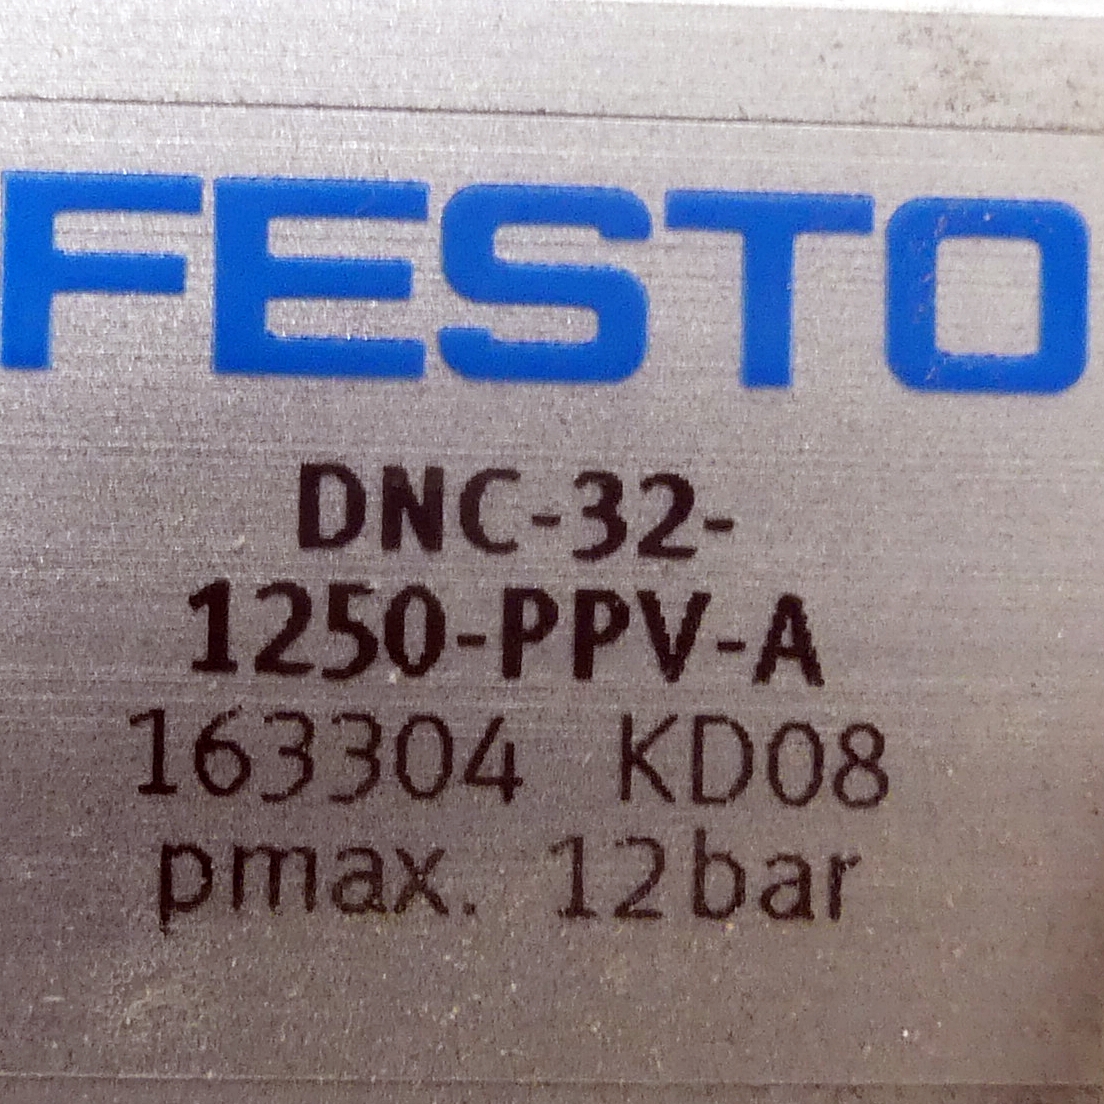 FESTO
DNC-32-
1250-PPV-A
163304 KD08
pmax. 12bar